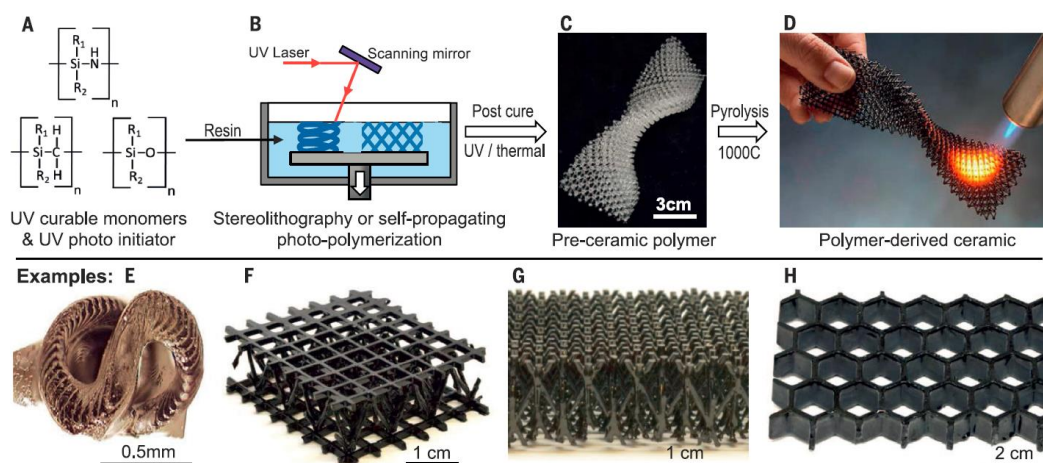 A
B
C
D
R₁
H
Si
N
R₂
n
R₁
H
Si
C
R₂
H
n
R₁
Si
O
R₂
n
UV curable monomers
& UV photo initiator
UV Laser
Scanning mirror
Resin
Stereolithography or self-propagating
photo-polymerization
Post cure
UV / thermal
3cm
Pre-ceramic polymer
Pyrolysis
1000C
Polymer-derived ceramic
Examples: E
F
G
H
0.5mm
1 cm
1 cm
2 cm